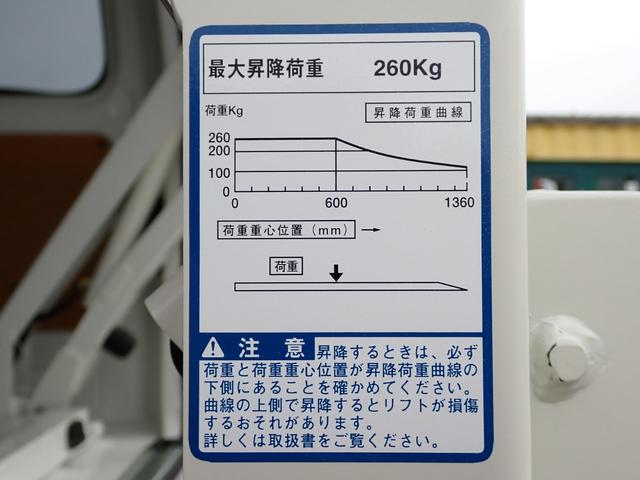 最大昇降荷重 260Kg
荷重Kg
昇降荷重曲線
260
200
100
0
0 600 1360
荷重重心位置（mm）→
荷重
注意 昇降するときは、必ず
荷重と荷重重心位置が昇降荷重曲線の
下側にあることを確かめてください。
曲線の上側で昇降するとリフトが損傷
するおそれがあります。
詳しくは取扱書をご覧ください。